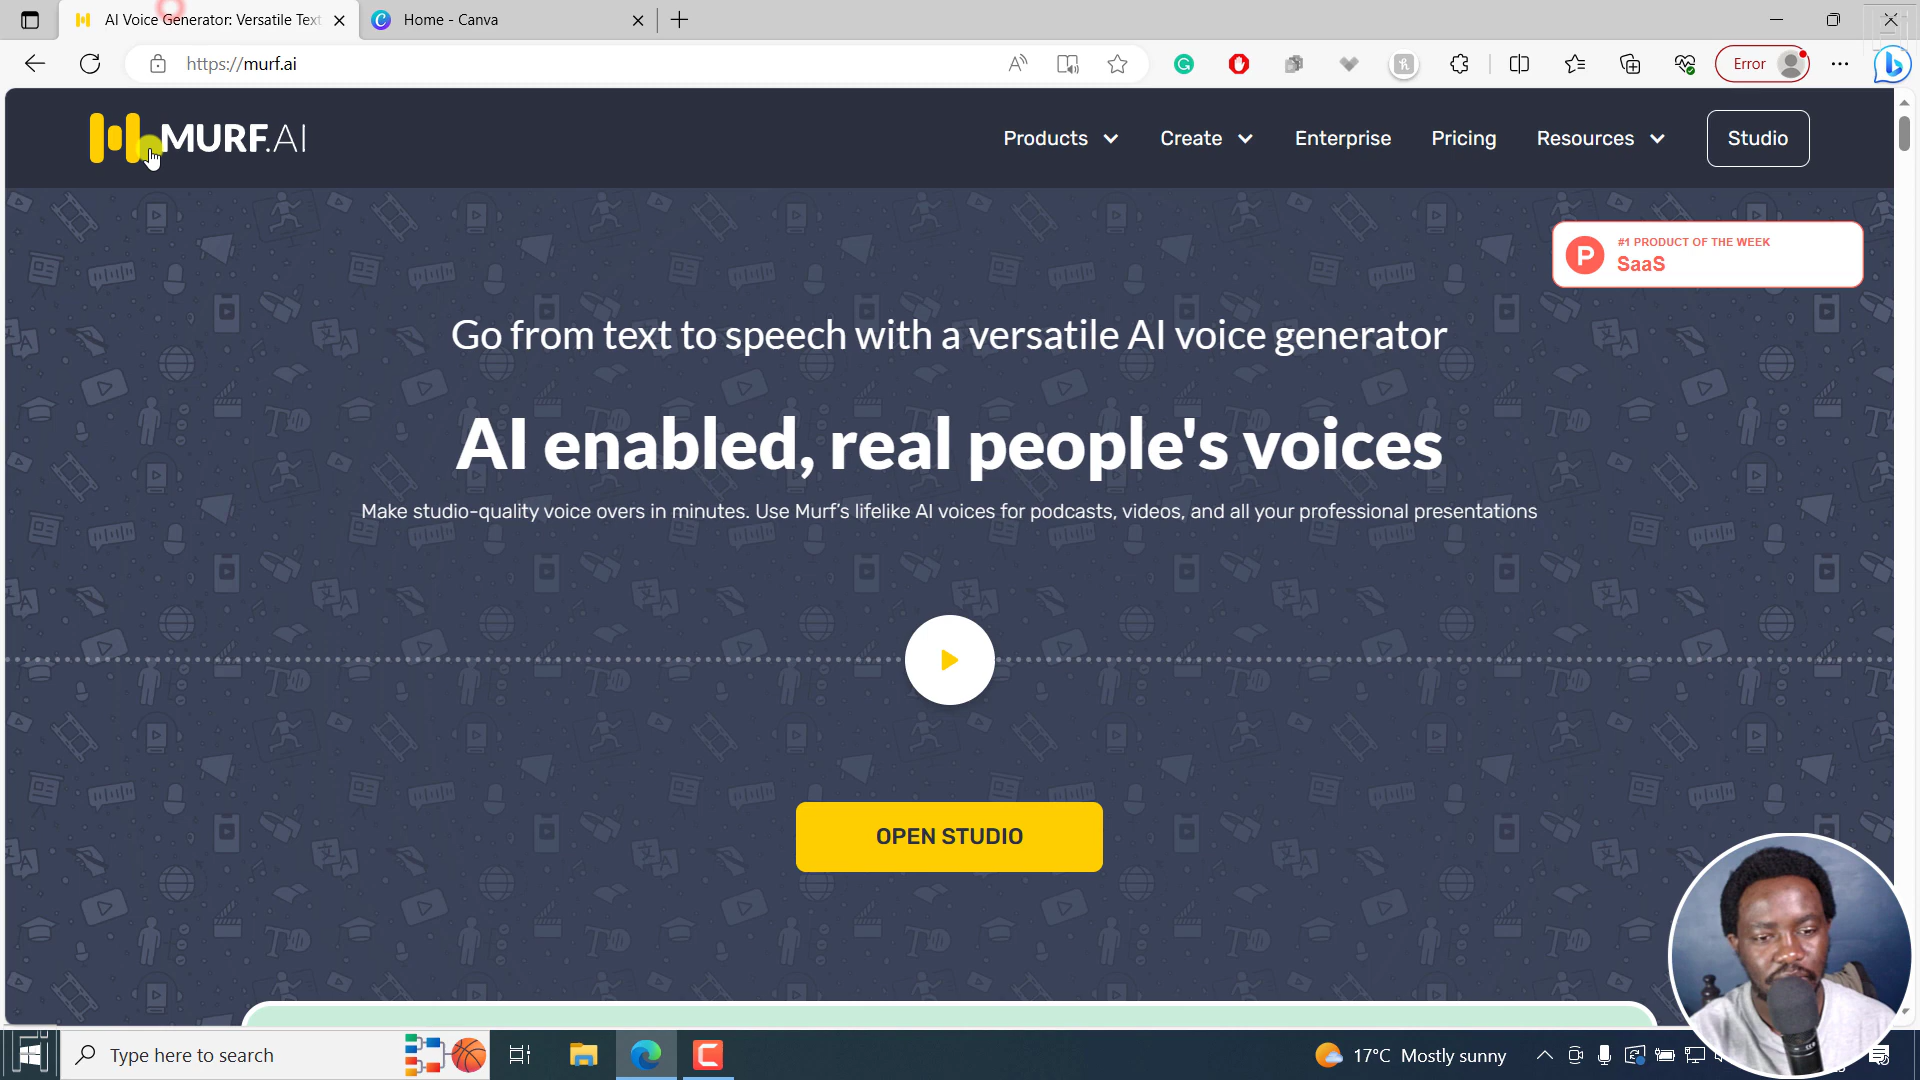 AI Voice Generator: Versatile Text
Home - Canva
https://murf.ai
Error
MURF.AI
Products
Create
Enterprise
Pricing
Resources
Studio
#1 PRODUCT OF THE WEEK
SaaS
Go from text to speech with a versatile AI voice generator
AI enabled, real people's voices
Make studio-quality voice overs in minutes. Use Murf's lifelike AI voices for podcasts, videos, and all your professional presentations
OPEN STUDIO
Type here to search
17°C Mostly sunny